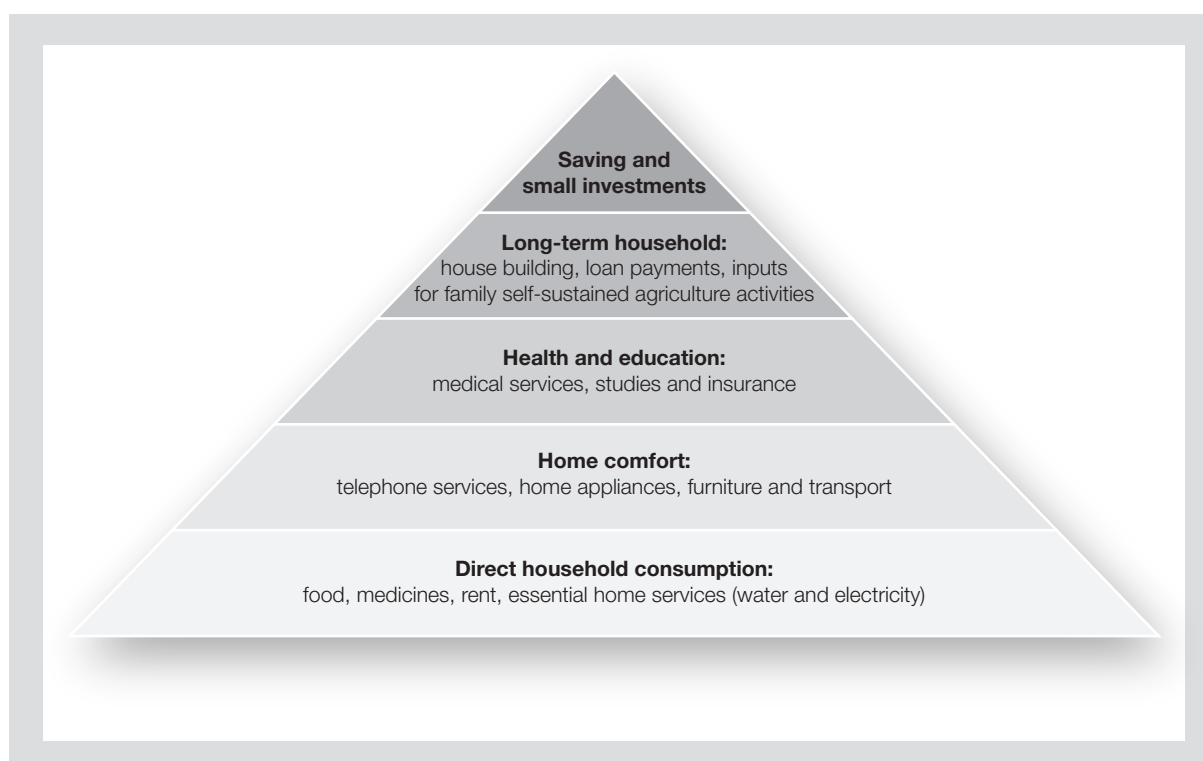 Saving and
small investments
Long-term household:
house building, loan payments, inputs
for family self-sustained agriculture activities
Health and education:
medical services, studies and insurance
Home comfort:
telephone services, home appliances, furniture and transport
Direct household consumption:
food, medicines, rent, essential home services (water and electricity)